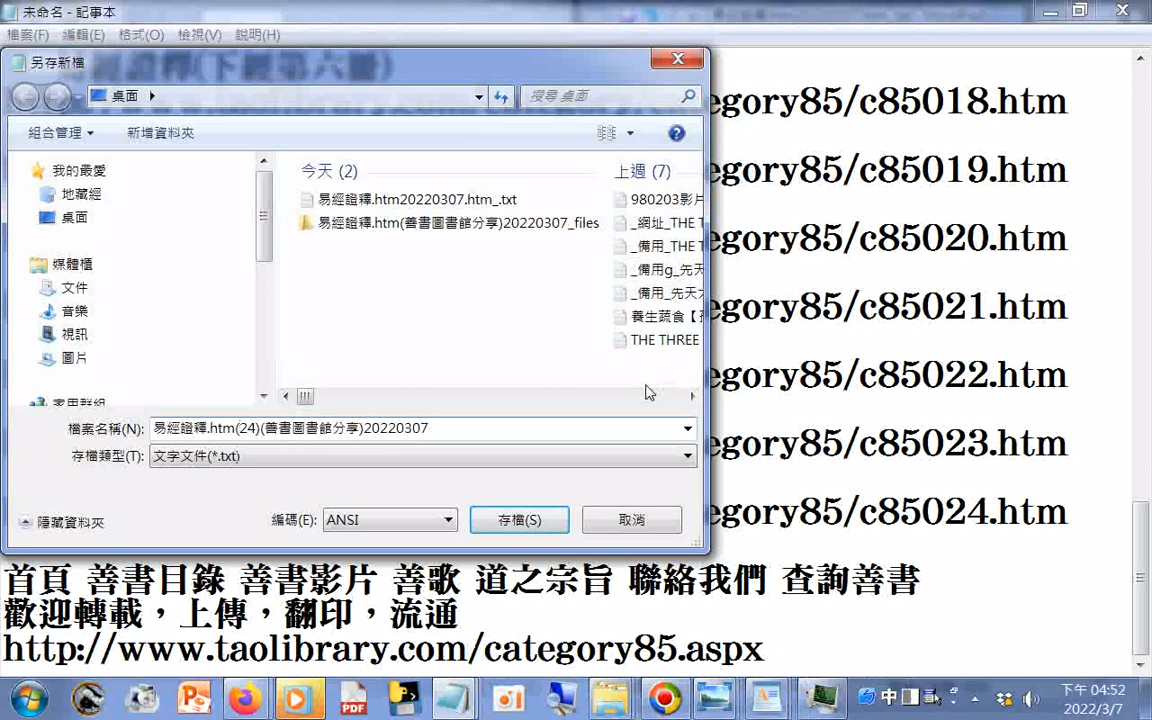 未命名 - 記事本
檔案(F) 編輯(E) 格式(O) 檢視(V) 說明(H)
另存新檔
桌面
搜尋 桌面
組合管理 新增資料夾
我的最愛
地藏經
桌面
媒體櫃
文件
音樂
視訊
圖片
家用群組
今天 (2)
易經證釋.htm20220307.htm_.txt
易經證釋.htm(善書圖書館分享)20220307_files
上週 (7)
980203影片
_網址_THE T
_備用_THE T
_備用g_先天
_備用_先天
養生蔬食【
THE THREE
檔案名稱(N): 易經證釋.htm(24)(善書圖書館分享)20220307
存檔類型(T): 文字文件(*.txt)
隱藏資料夾 編碼(E): ANSI 存檔(S) 取消
egory85/c85018.htm
egory85/c85019.htm
egory85/c85020.htm
egory85/c85021.htm
egory85/c85022.htm
egory85/c85023.htm
egory85/c85024.htm
首頁 善書目錄 善書影片 善歌 道之宗旨 聯絡我們 查詢善書
歡迎轉載，上傳，翻印，流通
http://www.taolibrary.com/category85.aspx
中
下午 04:52
2022/3/7